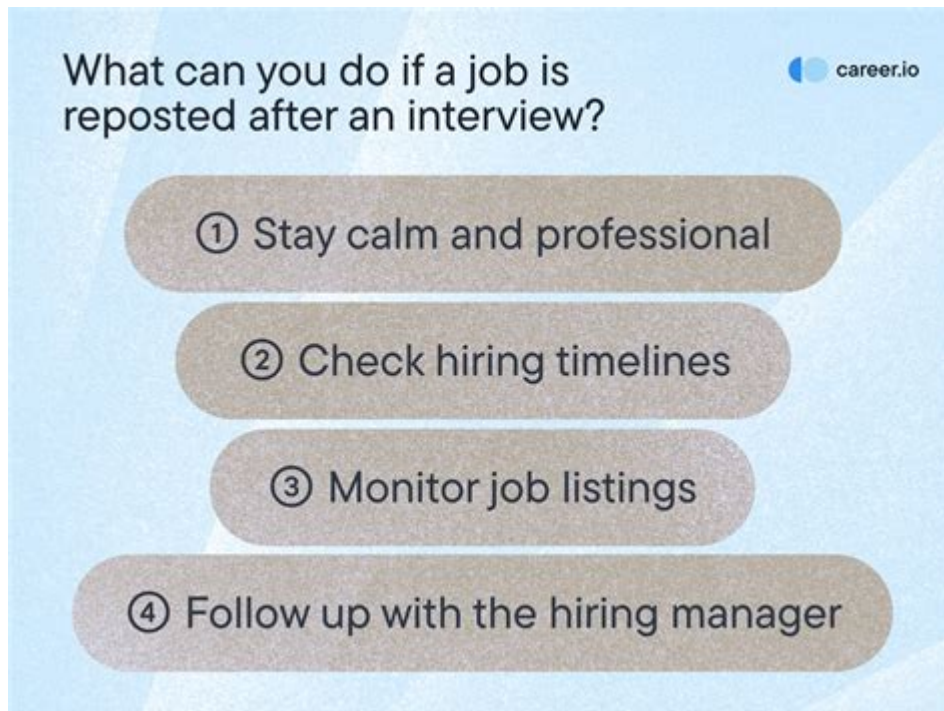 What can you do if a job is
reposted after an interview?
career.io
① Stay calm and professional
② Check hiring timelines
③ Monitor job listings
④ Follow up with the hiring manager